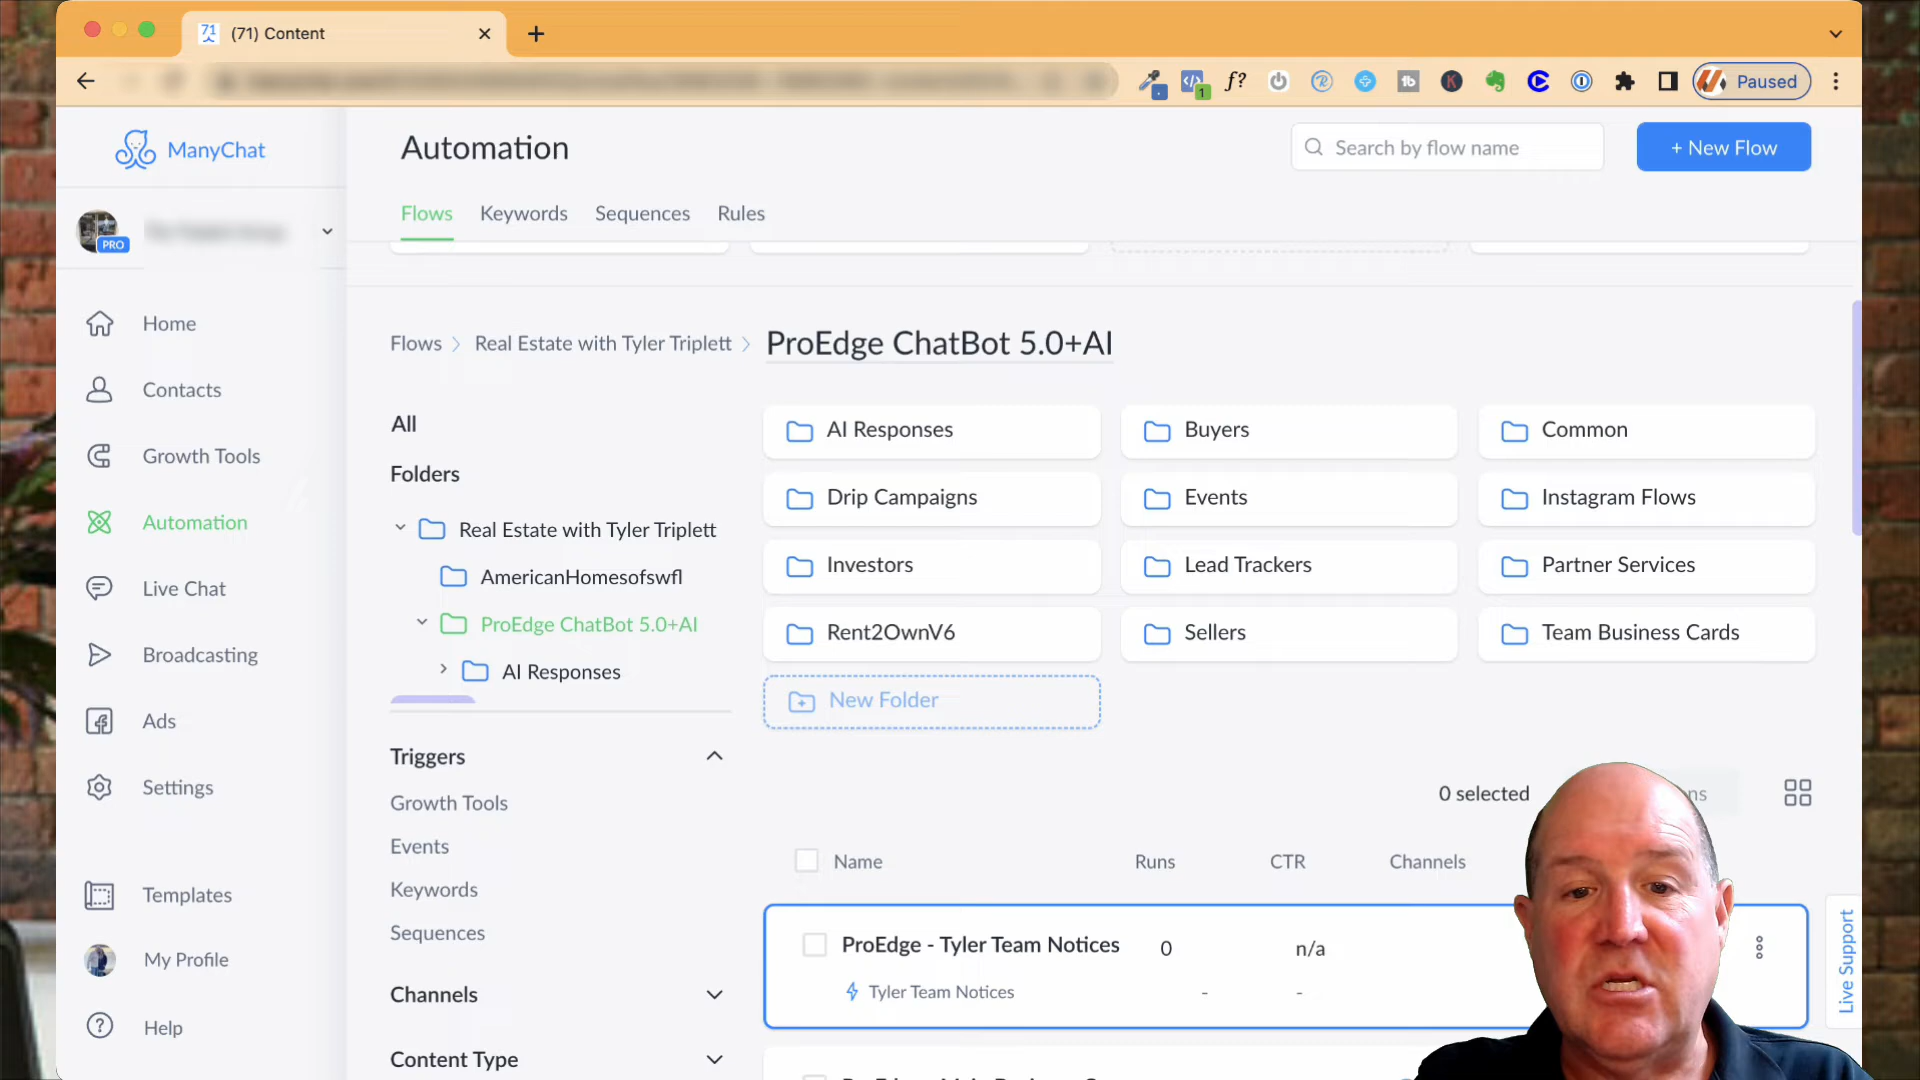 71 (71) Content
f? 1 tb K Paused
ManyChat
Automation
Search by flow name
+ New Flow
PRO
Flows Keywords Sequences Rules
Home
Contacts
Growth Tools
Automation
Live Chat
Broadcasting
Ads
Settings
Templates
My Profile
Help
Flows Real Estate with Tyler Triplett ProEdge ChatBot 5.0+AI
All
Folders
Real Estate with Tyler Triplett
AmericanHomesofswfl
ProEdge ChatBot 5.0+AI
AI Responses
Triggers
Growth Tools
Events
Keywords
Sequences
Channels
Content Type
AI Responses Buyers Common
Drip Campaigns Events Instagram Flows
Investors Lead Trackers Partner Services
Rent2OwnV6 Sellers Team Business Cards
New Folder
0 selected
Name Runs CTR Channels
ProEdge - Tyler Team Notices 0 n/a
Tyler Team Notices - -
Live Support